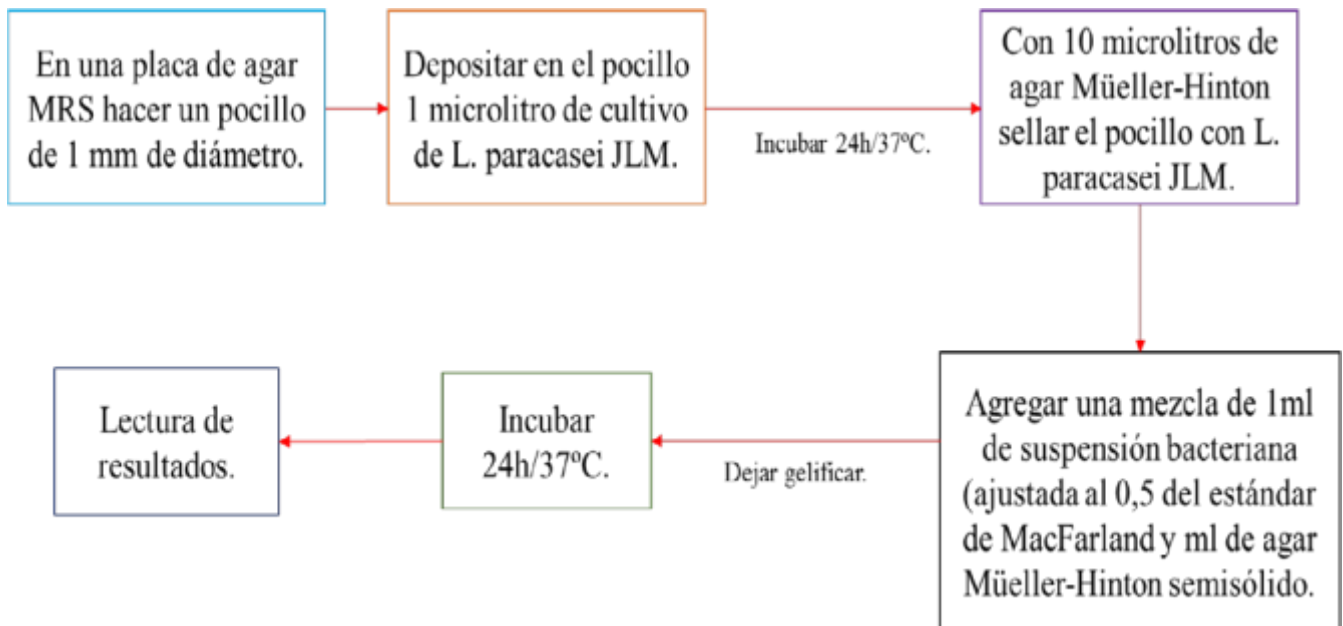 En una placa de agar
MRS hacer un pocillo
de 1 mm de diámetro.
Depositar en el pocillo
1 microlitro de cultivo
de L. paracasei JLM.
Incubar 24h/37ºC.
Con 10 microlitros de
agar Müeller-Hinton
sellar el pocillo con L.
paracasei JLM.
Agregar una mezcla de 1ml
de suspensión bacteriana
(ajustada al 0,5 del estándar
de MacFarland y ml de agar
Müeller-Hinton semisólido.
Dejar gelificar.
Incubar
24h/37ºC.
Lectura de
resultados.